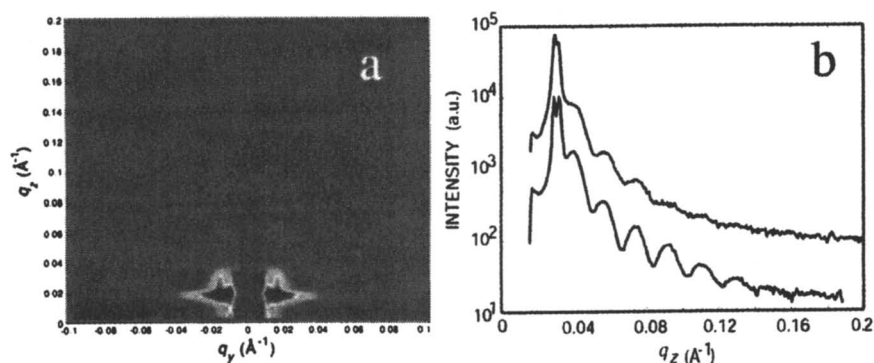 a
0.2
0.18
0.16
0.14
0.12
0.1
0.08
0.06
0.04
0.02
0
q_z (Å⁻¹)
-0.1 -0.08 -0.06 -0.04 -0.02 0 0.02 0.04 0.06 0.08 0.1
q_y (Å⁻¹)
b
10⁵
10⁴
10³
10²
10¹
INTENSITY (a.u.)
0 0.04 0.08 0.12 0.16 0.2
q_z (Å⁻¹)